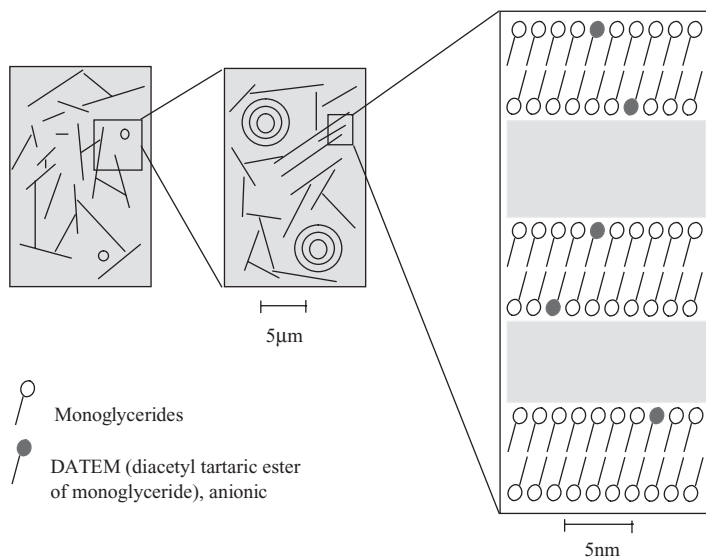 5μm
Monoglycerides
DATEM (diacetyl tartaric ester
of monoglyceride), anionic
5nm